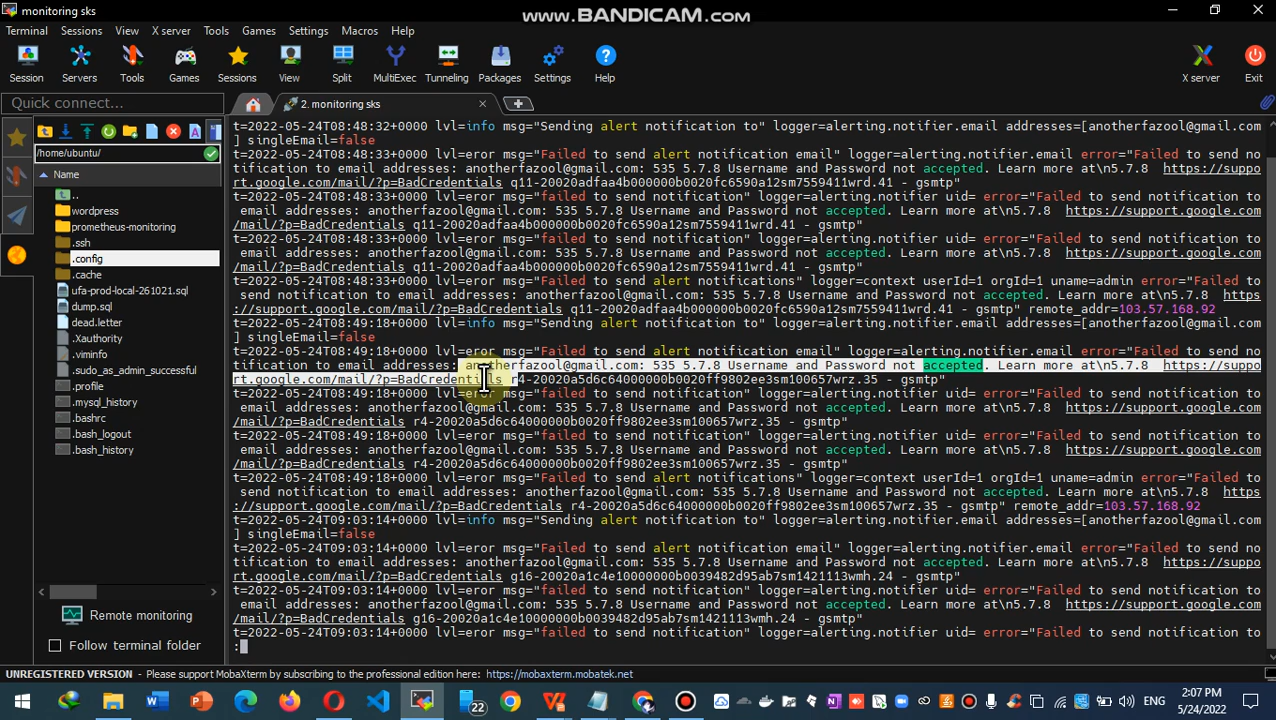 monitoring sks
www.BANDICAM.com
Terminal Sessions View X server Tools Games Settings Macros Help
Session Servers Tools Games Sessions View Split MultiExec Tunneling Packages Settings Help X server Exit
Quick connect...
2. monitoring sks
/home/ubuntu/
Name
..
wordpress
prometheus-monitoring
.ssh
.config
.cache
ufa-prod-local-261021.sql
dump.sql
dead.letter
.Xauthority
.viminfo
.sudo_as_admin_successful
.profile
.mysql_history
.bashrc
.bash_logout
.bash_history
Remote monitoring
Follow terminal folder
t=2022-05-24T08:48:32+0000 lvl=info msg="Sending alert notification to" logger=alerting.notifier.email addresses=[anotherfazool@gmail.com
] singleEmail=false
t=2022-05-24T08:48:33+0000 lvl=eror msg="Failed to send alert notification email" logger=alerting.notifier.email error="Failed to send no
tification to email addresses: anotherfazool@gmail.com: 535 5.7.8 Username and Password not accepted. Learn more at\n5.7.8  https://suppo
rt.google.com/mail/?p=BadCredentials q11-20020adfaa4b000000b0020fc6590a12sm7559411wrd.41 - gsmtp"
t=2022-05-24T08:48:33+0000 lvl=eror msg="failed to send notification" logger=alerting.notifier uid= error="Failed to send notification to
 email addresses: anotherfazool@gmail.com: 535 5.7.8 Username and Password not accepted. Learn more at\n5.7.8  https://support.google.com
/mail/?p=BadCredentials q11-20020adfaa4b000000b0020fc6590a12sm7559411wrd.41 - gsmtp"
t=2022-05-24T08:48:33+0000 lvl=eror msg="failed to send notification" logger=alerting.notifier uid= error="Failed to send notification to
 email addresses: anotherfazool@gmail.com: 535 5.7.8 Username and Password not accepted. Learn more at\n5.7.8  https://support.google.com
/mail/?p=BadCredentials q11-20020adfaa4b000000b0020fc6590a12sm7559411wrd.41 - gsmtp"
t=2022-05-24T08:48:33+0000 lvl=eror msg="Failed to send alert notifications" logger=context userId=1 orgId=1 uname=admin error="Failed to
 send notification to email addresses: anotherfazool@gmail.com: 535 5.7.8 Username and Password not accepted. Learn more at\n5.7.8  https
://support.google.com/mail/?p=BadCredentials q11-20020adfaa4b000000b0020fc6590a12sm7559411wrd.41 - gsmtp" remote_addr=103.57.168.92
t=2022-05-24T08:49:18+0000 lvl=info msg="Sending alert notification to" logger=alerting.notifier.email addresses=[anotherfazool@gmail.com
] singleEmail=false
t=2022-05-24T08:49:18+0000 lvl=eror msg="Failed to send alert notification email" logger=alerting.notifier.email error="Failed to send no
tification to email addresses: anotherfazool@gmail.com: 535 5.7.8 Username and Password not accepted. Learn more at\n5.7.8  https://suppo
rt.google.com/mail/?p=BadCredentials r4-20020a5d6c64000000b0020ff9802ee3sm100657wrz.35 - gsmtp"
t=2022-05-24T08:49:18+0000 lvl=eror msg="failed to send notification" logger=alerting.notifier uid= error="Failed to send notification to
 email addresses: anotherfazool@gmail.com: 535 5.7.8 Username and Password not accepted. Learn more at\n5.7.8  https://support.google.com
/mail/?p=BadCredentials r4-20020a5d6c64000000b0020ff9802ee3sm100657wrz.35 - gsmtp"
t=2022-05-24T08:49:18+0000 lvl=eror msg="failed to send notification" logger=alerting.notifier uid= error="Failed to send notification to
 email addresses: anotherfazool@gmail.com: 535 5.7.8 Username and Password not accepted. Learn more at\n5.7.8  https://support.google.com
/mail/?p=BadCredentials r4-20020a5d6c64000000b0020ff9802ee3sm100657wrz.35 - gsmtp"
t=2022-05-24T08:49:18+0000 lvl=eror msg="Failed to send alert notifications" logger=context userId=1 orgId=1 uname=admin error="Failed to
 send notification to email addresses: anotherfazool@gmail.com: 535 5.7.8 Username and Password not accepted. Learn more at\n5.7.8  https
://support.google.com/mail/?p=BadCredentials r4-20020a5d6c64000000b0020ff9802ee3sm100657wrz.35 - gsmtp" remote_addr=103.57.168.92
t=2022-05-24T09:03:14+0000 lvl=info msg="Sending alert notification to" logger=alerting.notifier.email addresses=[anotherfazool@gmail.com
] singleEmail=false
t=2022-05-24T09:03:14+0000 lvl=eror msg="Failed to send alert notification email" logger=alerting.notifier.email error="Failed to send no
tification to email addresses: anotherfazool@gmail.com: 535 5.7.8 Username and Password not accepted. Learn more at\n5.7.8  https://suppo
rt.google.com/mail/?p=BadCredentials g16-20020a1c4e10000000b0039482d95ab7sm1421113wmh.24 - gsmtp"
t=2022-05-24T09:03:14+0000 lvl=eror msg="failed to send notification" logger=alerting.notifier uid= error="Failed to send notification to
 email addresses: anotherfazool@gmail.com: 535 5.7.8 Username and Password not accepted. Learn more at\n5.7.8  https://support.google.com
/mail/?p=BadCredentials g16-20020a1c4e10000000b0039482d95ab7sm1421113wmh.24 - gsmtp"
t=2022-05-24T09:03:14+0000 lvl=eror msg="failed to send notification" logger=alerting.notifier uid= error="Failed to send notification to
:
UNREGISTERED VERSION - Please support MobaXterm by subscribing to the professional edition here: https://mobaxterm.mobatek.net
22
ENG
2:07 PM
5/24/2022